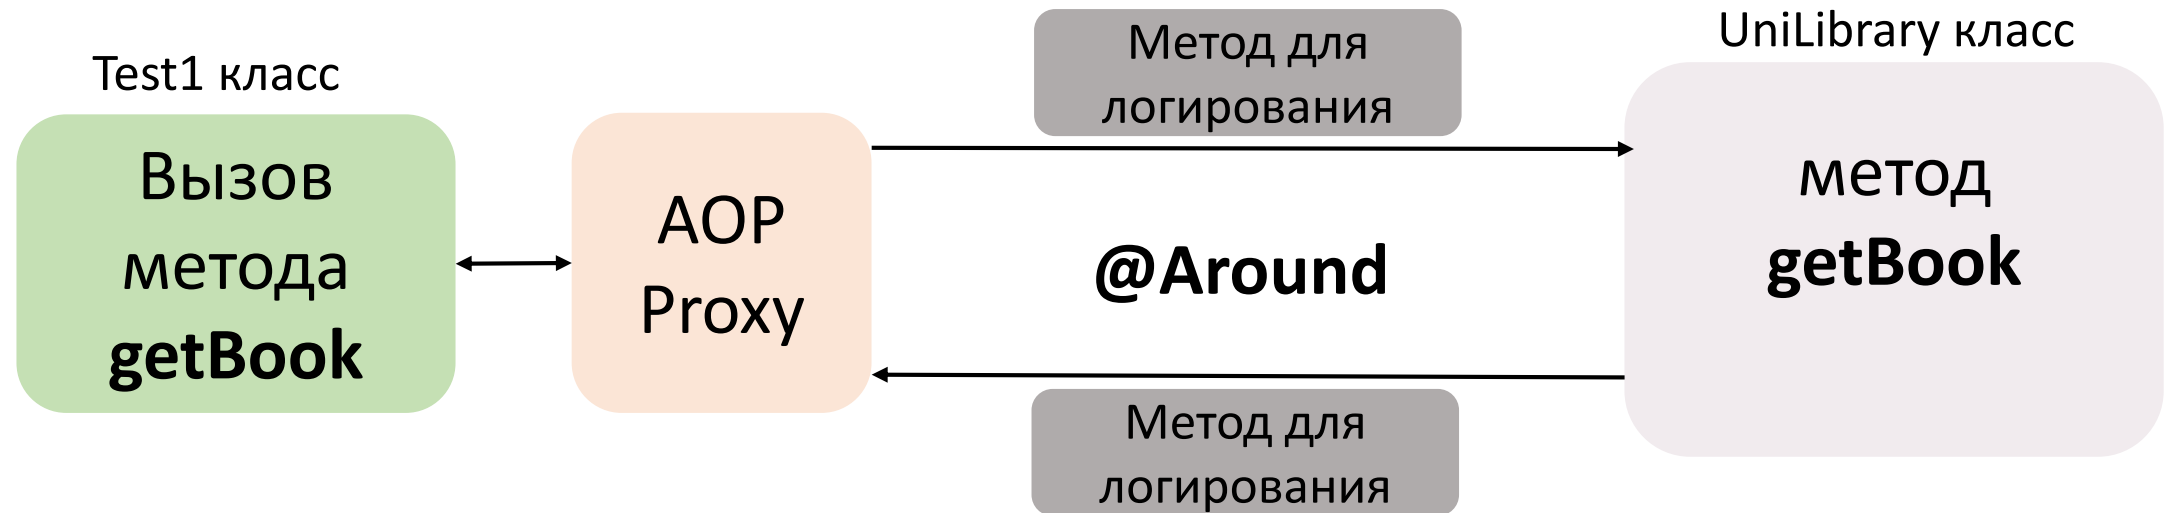 Test1 класс
Вызов
метода
getBook
AOP
Proxy
Метод для
логирования
@Around
Метод для
логирования
UniLibrary класс
метод
getBook